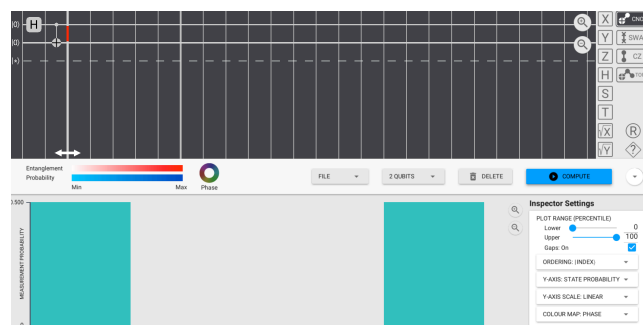 |0⟩ H
|0⟩
|+⟩
X CNO
Y SWA
Z CZ
H TOF
S
T
√X R
√Y ?
Entanglement
Probability
Min Max Phase
FILE 2 QUBITS DELETE COMPUTE
0.500
MEASUREMENT PROBABILITY
Inspector Settings
PLOT RANGE (PERCENTILE)
Lower 0
Upper 100
Gaps: On
ORDERING: (INDEX)
Y-AXIS: STATE PROBABILITY
Y-AXIS SCALE: LINEAR
COLOUR MAP: PHASE